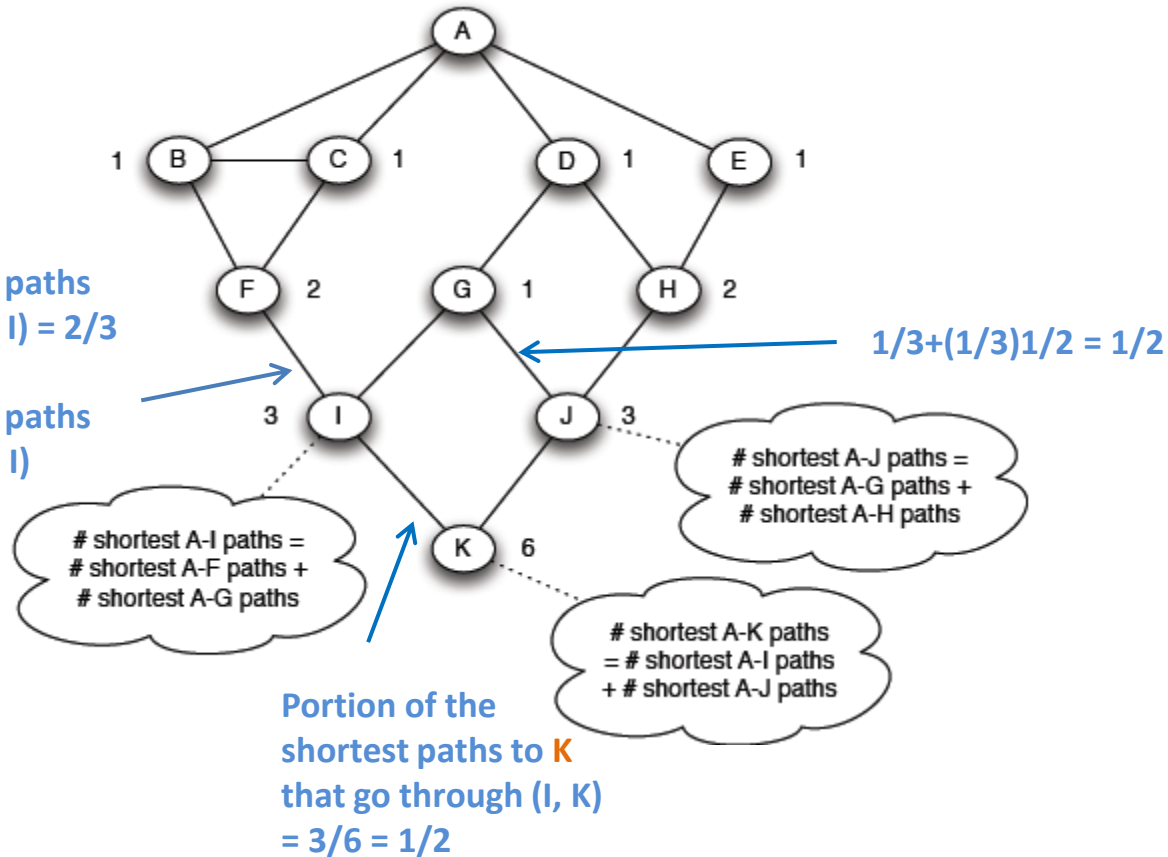 A
1 B C 1 D 1 E 1
paths
I) = 2/3
F 2 G 1 H 2
1/3+(1/3)1/2 = 1/2
paths
I)
3 I J 3
# shortest A-J paths =
# shortest A-G paths +
# shortest A-H paths
# shortest A-I paths =
# shortest A-F paths +
# shortest A-G paths
K 6
# shortest A-K paths
= # shortest A-I paths
+ # shortest A-J paths
Portion of the
shortest paths to K
that go through (I, K)
= 3/6 = 1/2